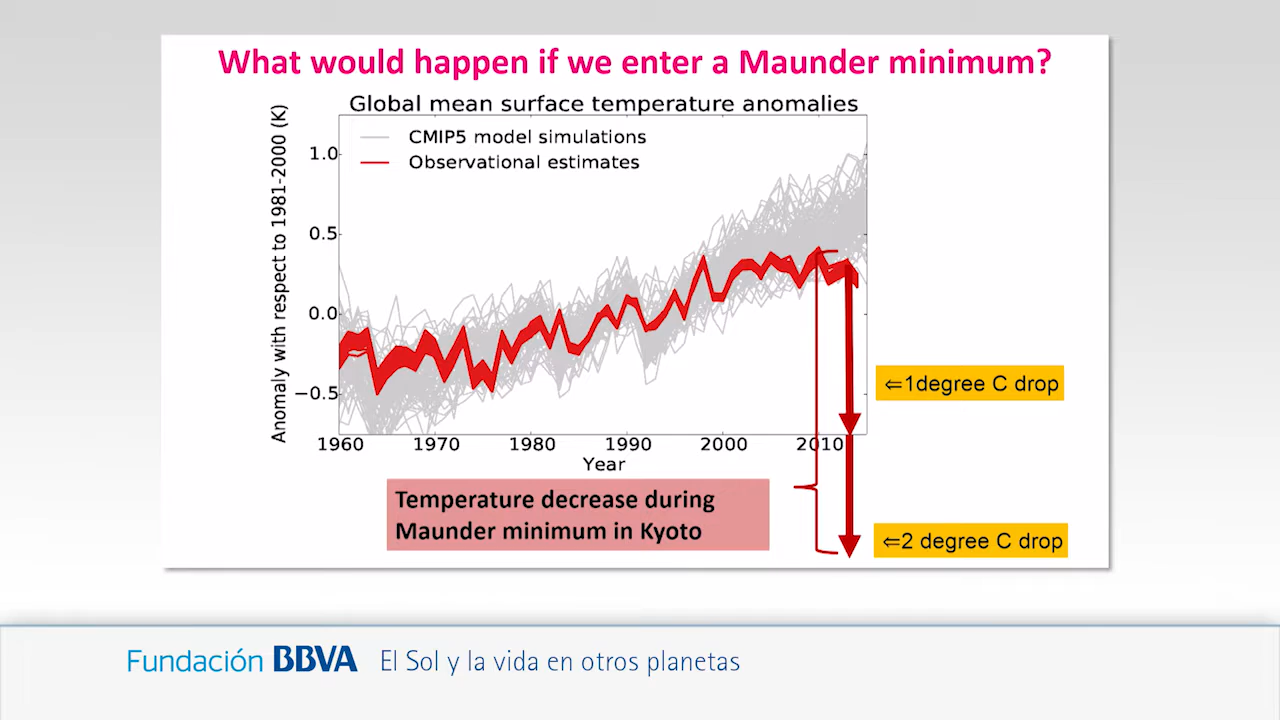 What would happen if we enter a Maunder minimum?
Global mean surface temperature anomalies
CMIP5 model simulations
Observational estimates
Anomaly with respect to 1981-2000 (K)
1.0
0.5
0.0
−0.5
1960 1970 1980 1990 2000 2010
Year
⇐1degree C drop
Temperature decrease during
Maunder minimum in Kyoto
⇐2 degree C drop
Fundación BBVA El Sol y la vida en otros planetas